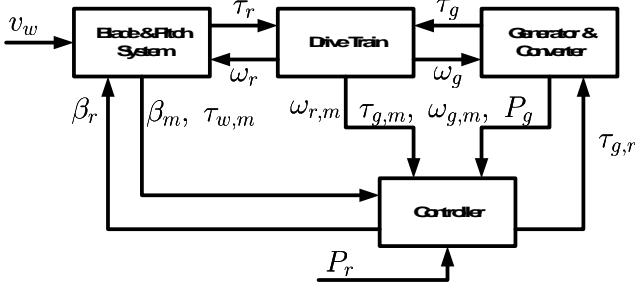 v_w
Blade & Pitch
System
τ_r
Drive Train
τ_g
Generator &
Converter
ω_r
ω_g
β_r
β_m, τ_{w,m}
ω_{r,m}
τ_{g,m}, ω_{g,m}, P_g
τ_{g,r}
Controller
P_r